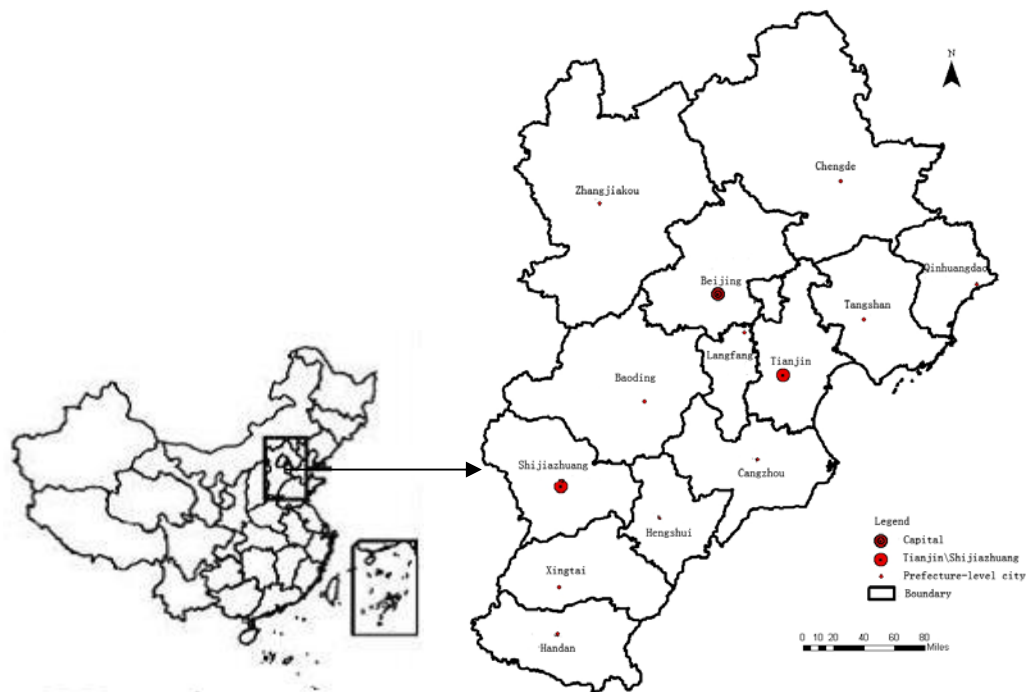 N
Chengde
Zhangjiakou
Qinhuangdao
Beijing
Tangshan
Langfang
Tianjin
Baoding
Shijiazhuang
Cangzhou
Hengshui
Xingtai
Handan
Legend
Capital
Tianjin\Shijiazhuang
Prefecture-level city
Boundary
0 10 20 40 60 80
Miles